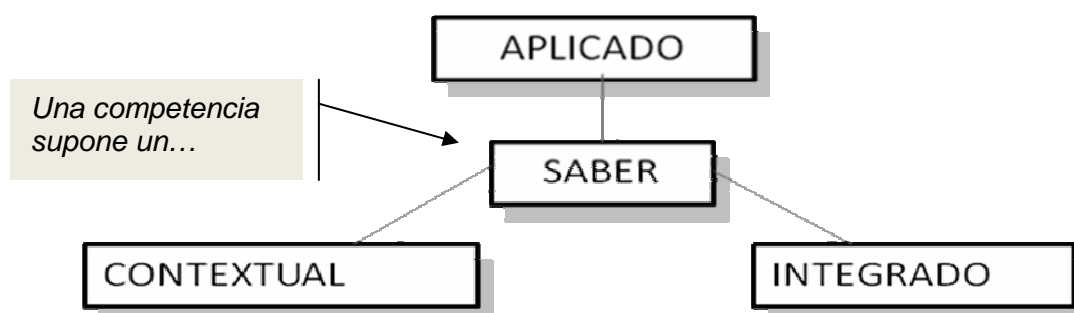 APLICADO
Una competencia
supone un…
SABER
CONTEXTUAL
INTEGRADO